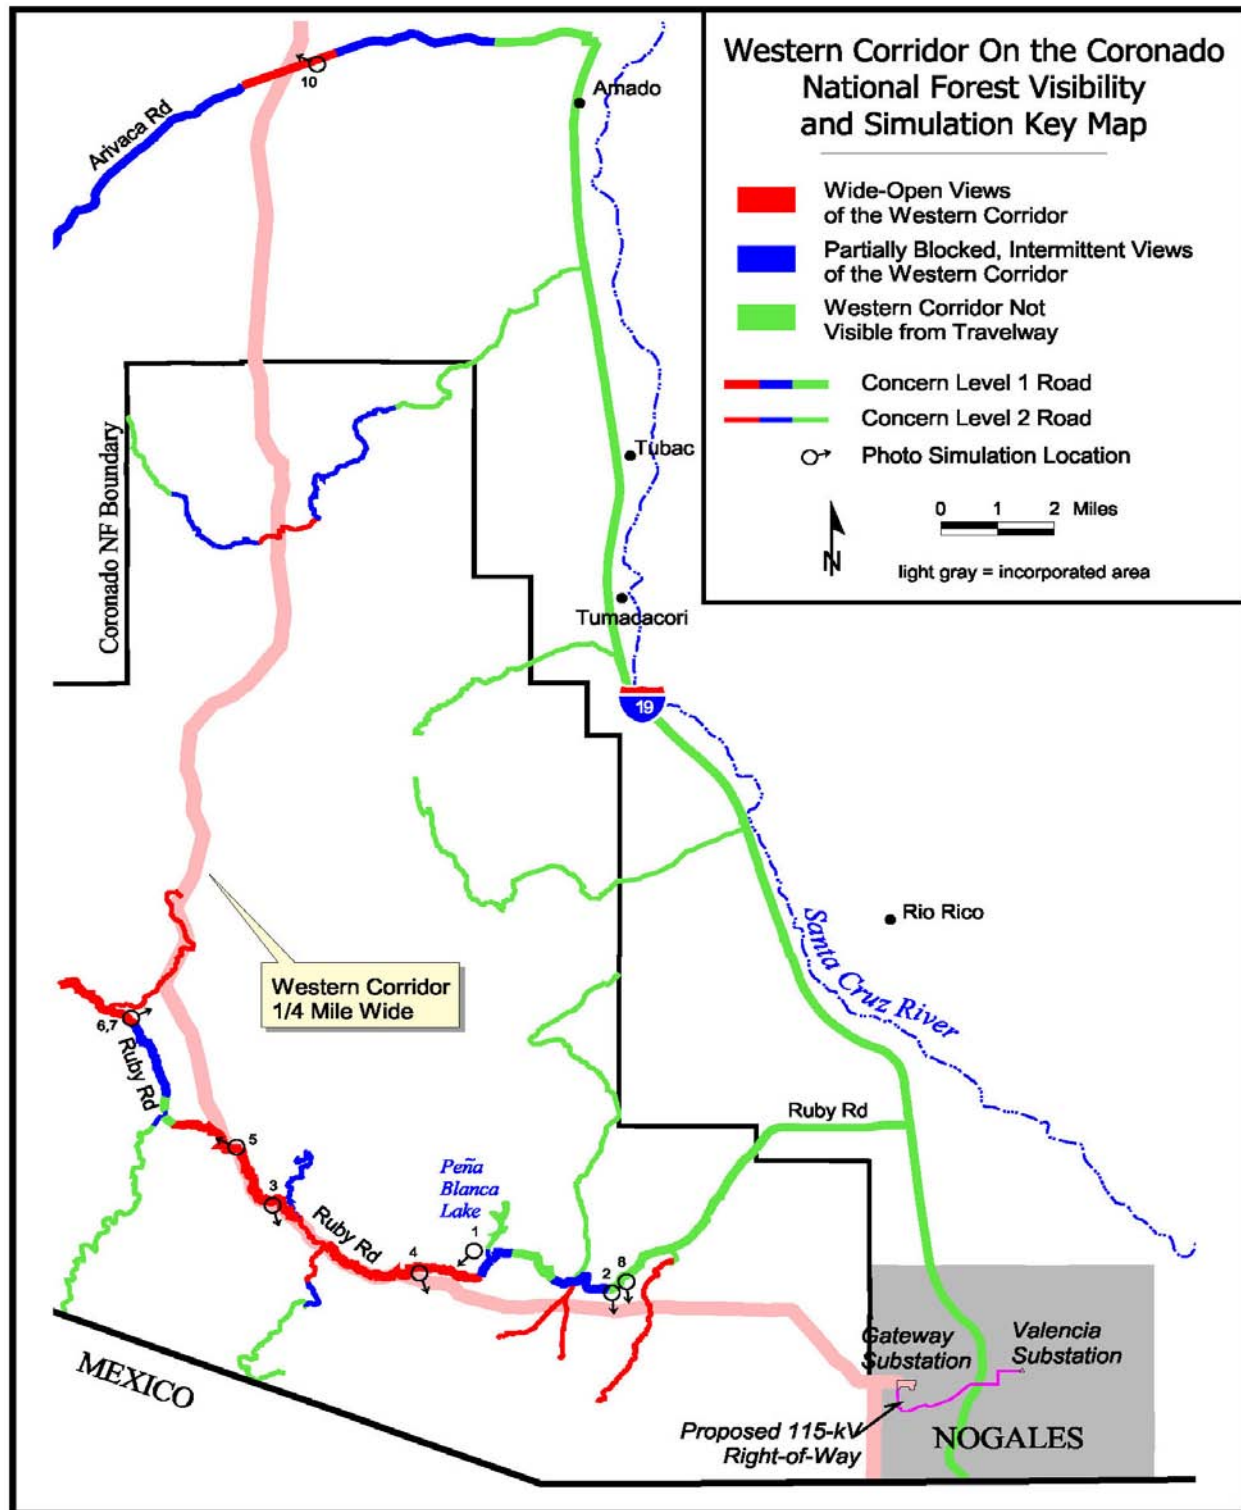 Western Corridor On the Coronado
National Forest Visibility
and Simulation Key Map
Wide-Open Views
of the Western Corridor
Partially Blocked, Intermittent Views
of the Western Corridor
Western Corridor Not
Visible from Travelway
Concern Level 1 Road
Concern Level 2 Road
Photo Simulation Location
0 1 2 Miles
N
light gray = incorporated area
10
Arivaca Rd
Amado
Coronado NF Boundary
Tubac
Tumacacori
19
Rio Rico
Santa Cruz River
Western Corridor
1/4 Mile Wide
6,7
Ruby Rd
Ruby Rd
5
3
Peña
Blanca
Lake
Ruby Rd
4
1
2
8
MEXICO
Gateway
Substation
Valencia
Substation
Proposed 115-kV
Right-of-Way
NOGALES